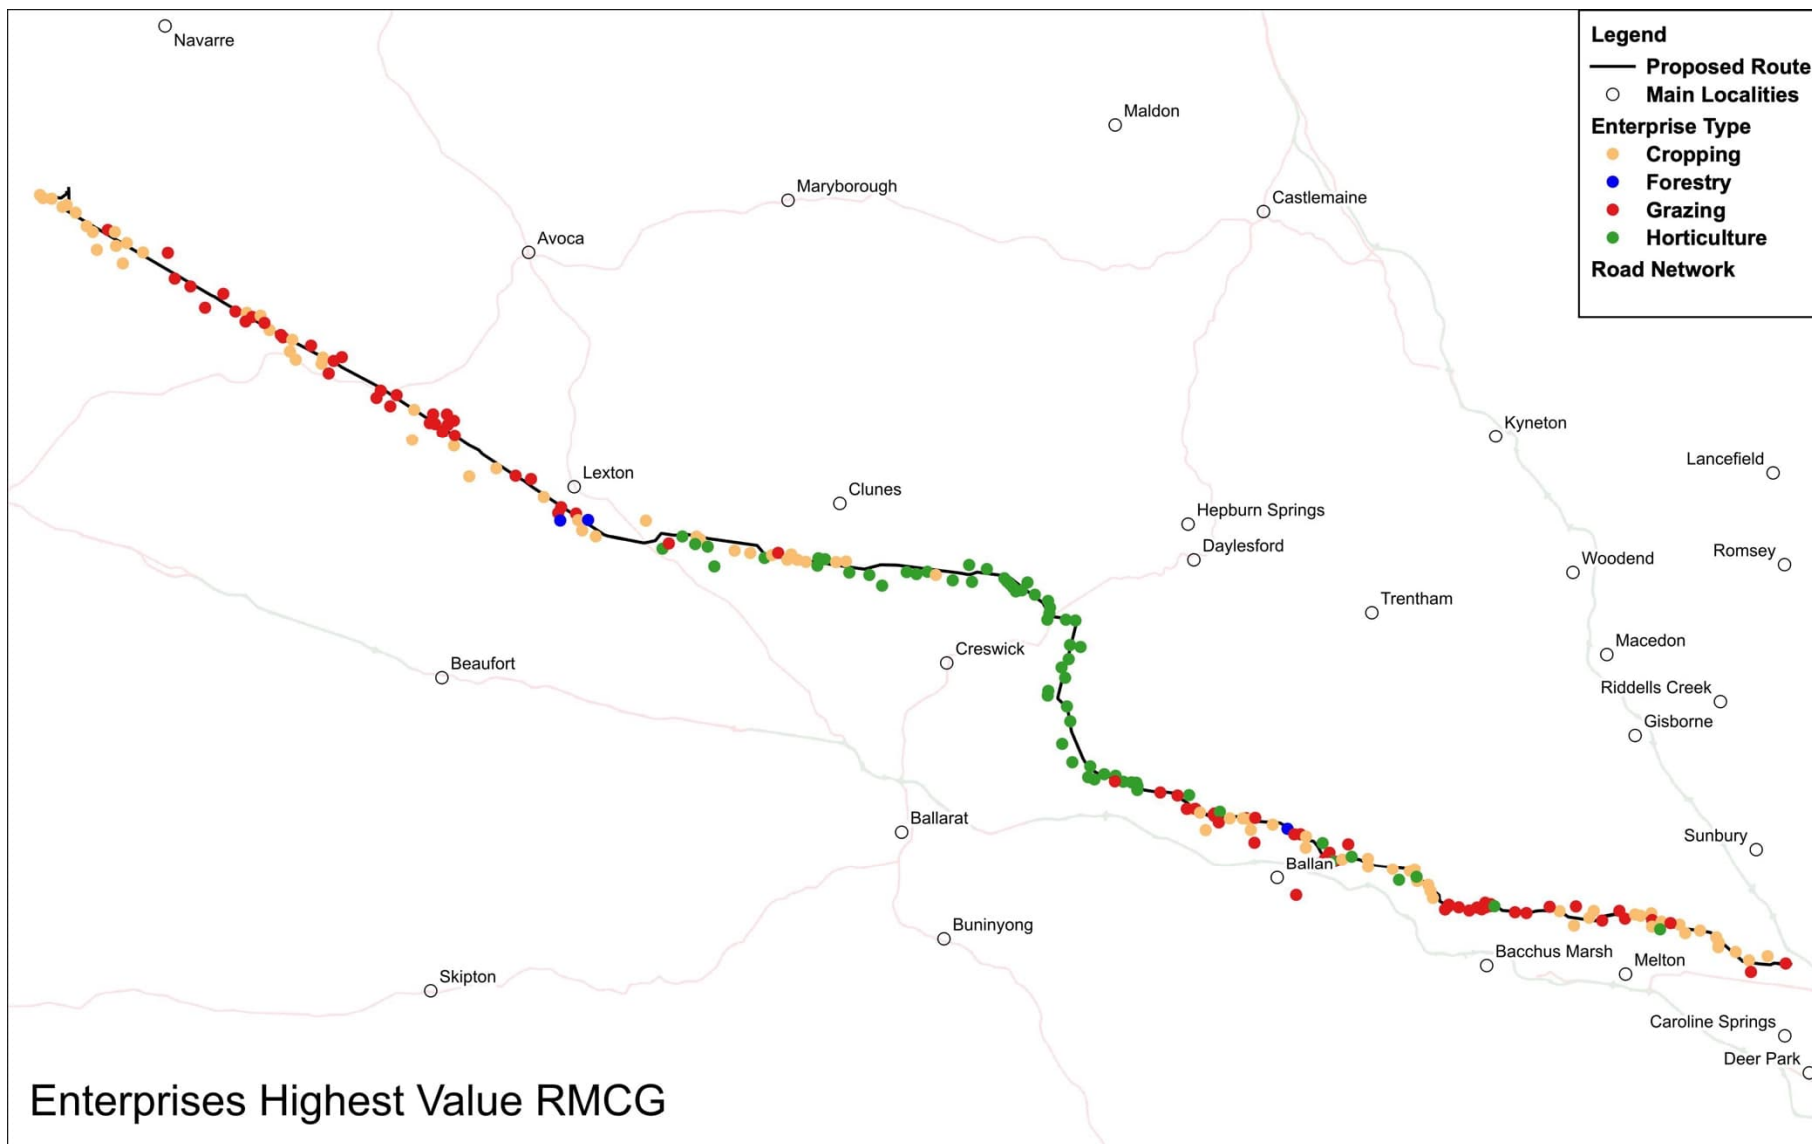 Navarre
Legend
Proposed Route
Main Localities
Enterprise Type
Cropping
Forestry
Grazing
Horticulture
Road Network
Maldon
Maryborough
Castlemaine
Avoca
Kyneton
Lancefield
Lexton
Clunes
Hepburn Springs
Daylesford
Woodend
Romsey
Trentham
Creswick
Macedon
Beaufort
Riddells Creek
Gisborne
Ballarat
Sunbury
Ballan
Buninyong
Bacchus Marsh
Melton
Skipton
Caroline Springs
Deer Park
Enterprises Highest Value RMCG